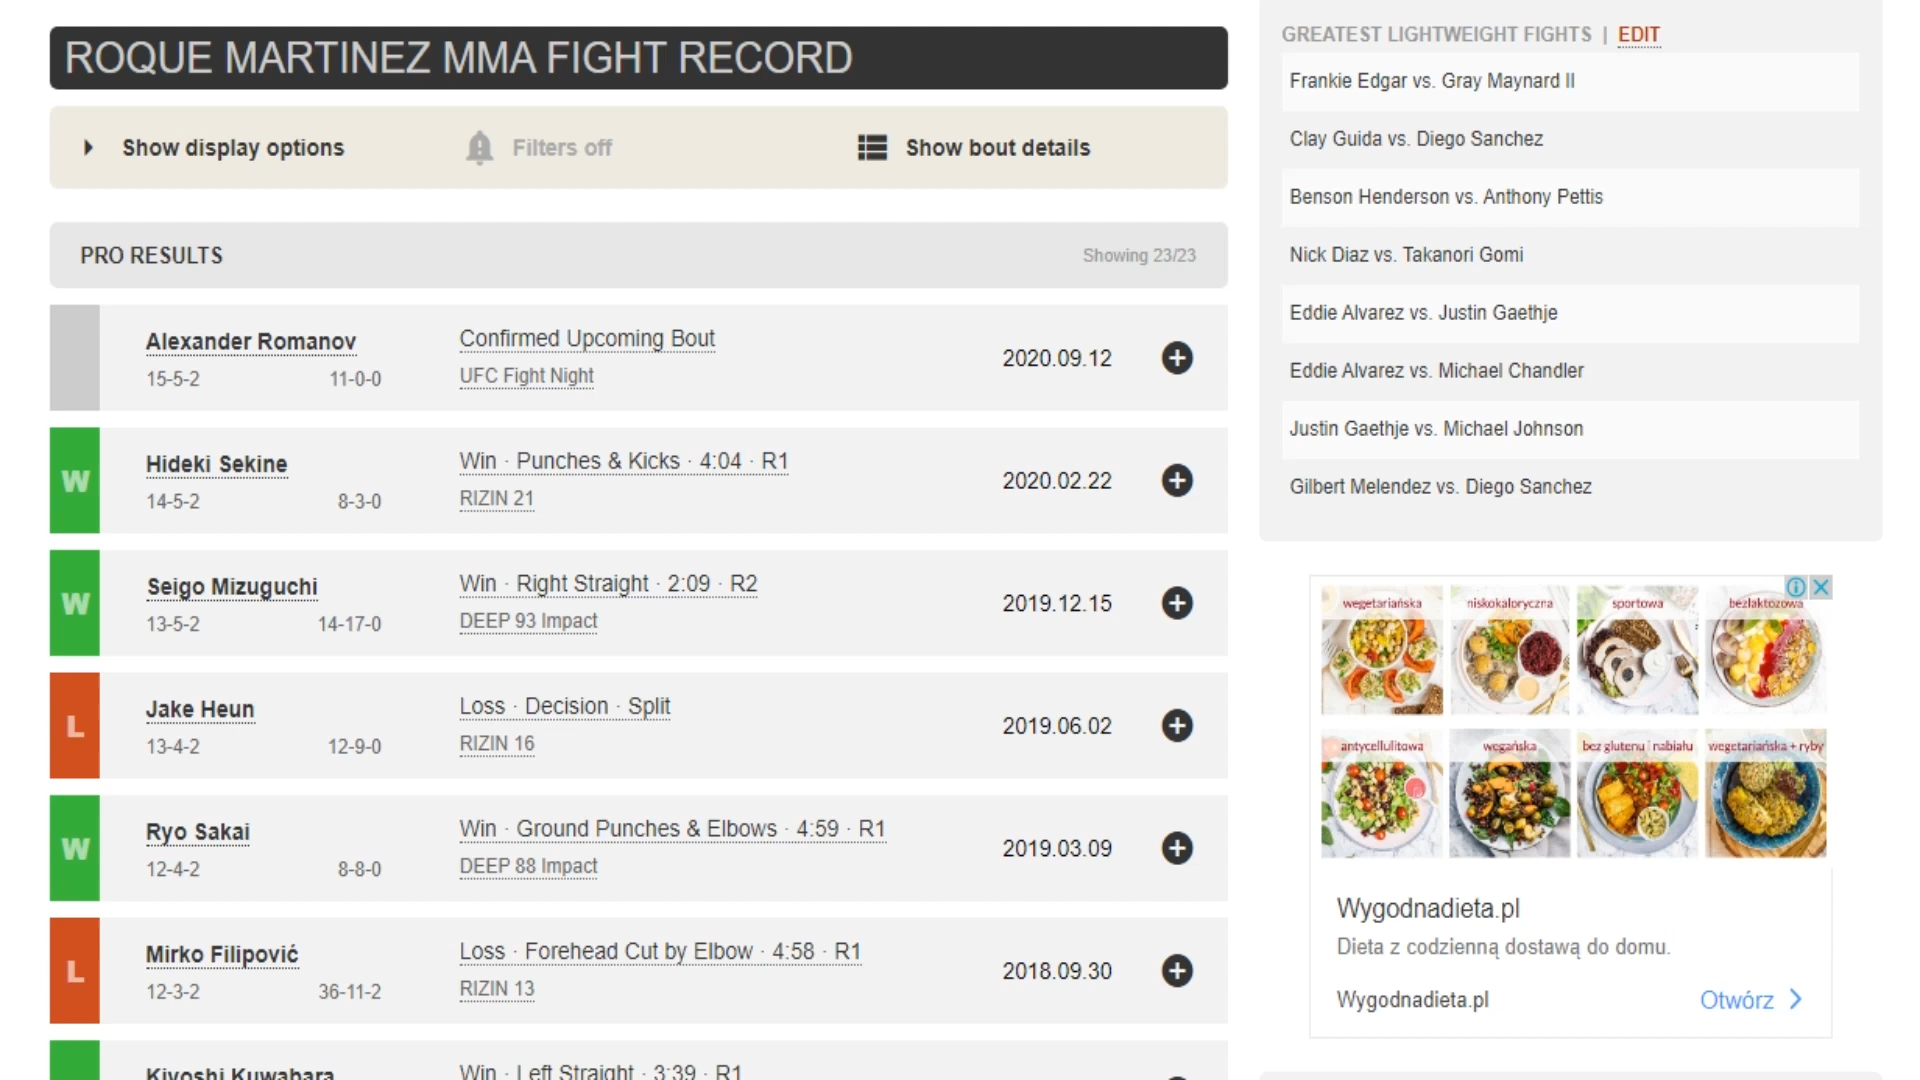 ROQUE MARTINEZ MMA FIGHT RECORD
Show display options
Filters off
Show bout details
PRO RESULTS
Showing 23/23
Alexander Romanov
15-5-2 11-0-0
Confirmed Upcoming Bout
UFC Fight Night
2020.09.12
W
Hideki Sekine
14-5-2 8-3-0
Win · Punches & Kicks · 4:04 · R1
RIZIN 21
2020.02.22
W
Seigo Mizuguchi
13-5-2 14-17-0
Win · Right Straight · 2:09 · R2
DEEP 93 Impact
2019.12.15
L
Jake Heun
13-4-2 12-9-0
Loss · Decision · Split
RIZIN 16
2019.06.02
W
Ryo Sakai
12-4-2 8-8-0
Win · Ground Punches & Elbows · 4:59 · R1
DEEP 88 Impact
2019.03.09
L
Mirko Filipović
12-3-2 36-11-2
Loss · Forehead Cut by Elbow · 4:58 · R1
RIZIN 13
2018.09.30
Kiyoshi Kuwabara
Win · Left Straight · 3:39 · R1
GREATEST LIGHTWEIGHT FIGHTS | EDIT
Frankie Edgar vs. Gray Maynard II
Clay Guida vs. Diego Sanchez
Benson Henderson vs. Anthony Pettis
Nick Diaz vs. Takanori Gomi
Eddie Alvarez vs. Justin Gaethje
Eddie Alvarez vs. Michael Chandler
Justin Gaethje vs. Michael Johnson
Gilbert Melendez vs. Diego Sanchez
wegetariańska niskokaloryczna sportowa bezlaktozowa
antycellulitowa wegańska bez glutenu i nabiału wegetariańska + ryby
Wygodnadieta.pl
Dieta z codzienną dostawą do domu.
Wygodnadieta.pl
Otwórz